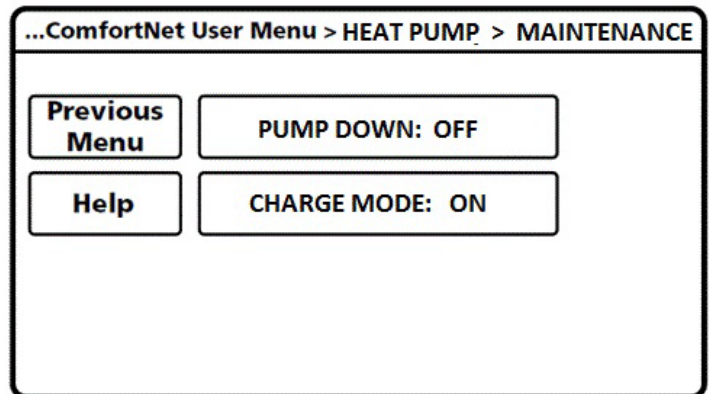 ...ComfortNet User Menu > HEAT PUMP > MAINTENANCE
Previous
Menu
PUMP DOWN: OFF
Help
CHARGE MODE: ON